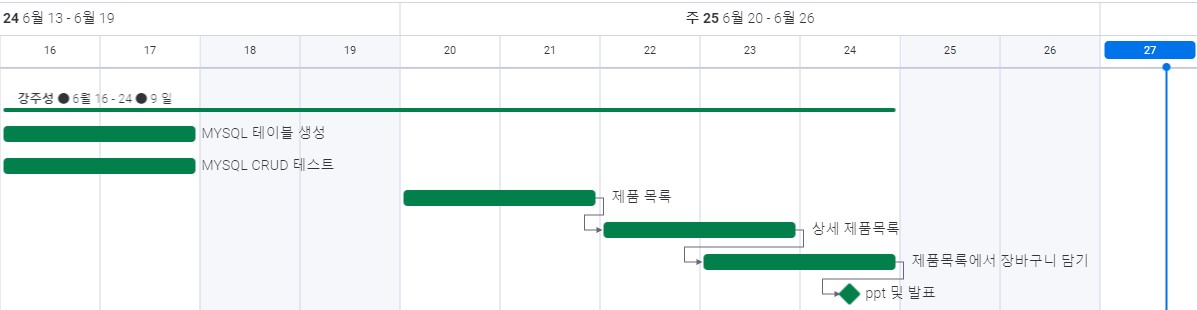 24 6월 13 - 6월 19
주 25 6월 20 - 6월 26
16 17 18 19 20 21 22 23 24 25 26 27
강주성 ● 6월 16 - 24 ● 9 일
MYSQL 테이블 생성
MYSQL CRUD 테스트
제품 목록
상세 제품목록
제품목록에서 장바구니 담기
ppt 및 발표